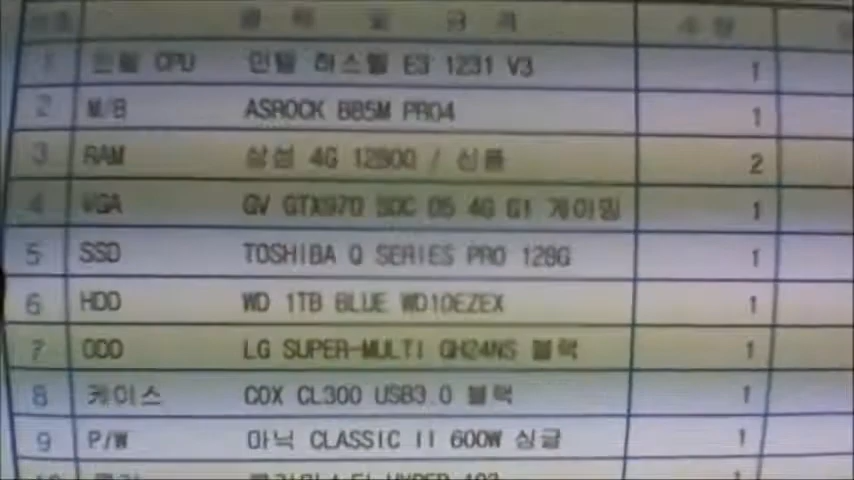 수량
1 인텔 CPU 인텔 하스웰 E3 1231 V3 1
2 M/B ASROCK B85M PRO4 1
3 RAM 삼성 4G 12800 / 신품 2
4 VGA GV GTX970 SOC D5 4G G1 게이밍 1
5 SSD TOSHIBA Q SERIES PRO 128G 1
6 HDD WD 1TB BLUE WD10EZEX 1
7 ODD LG SUPER-MULTI GH24NS 블랙 1
8 케이스 COX CL300 USB3.0 블랙 1
9 P/W 마닉 CLASSIC II 600W 싱글 1